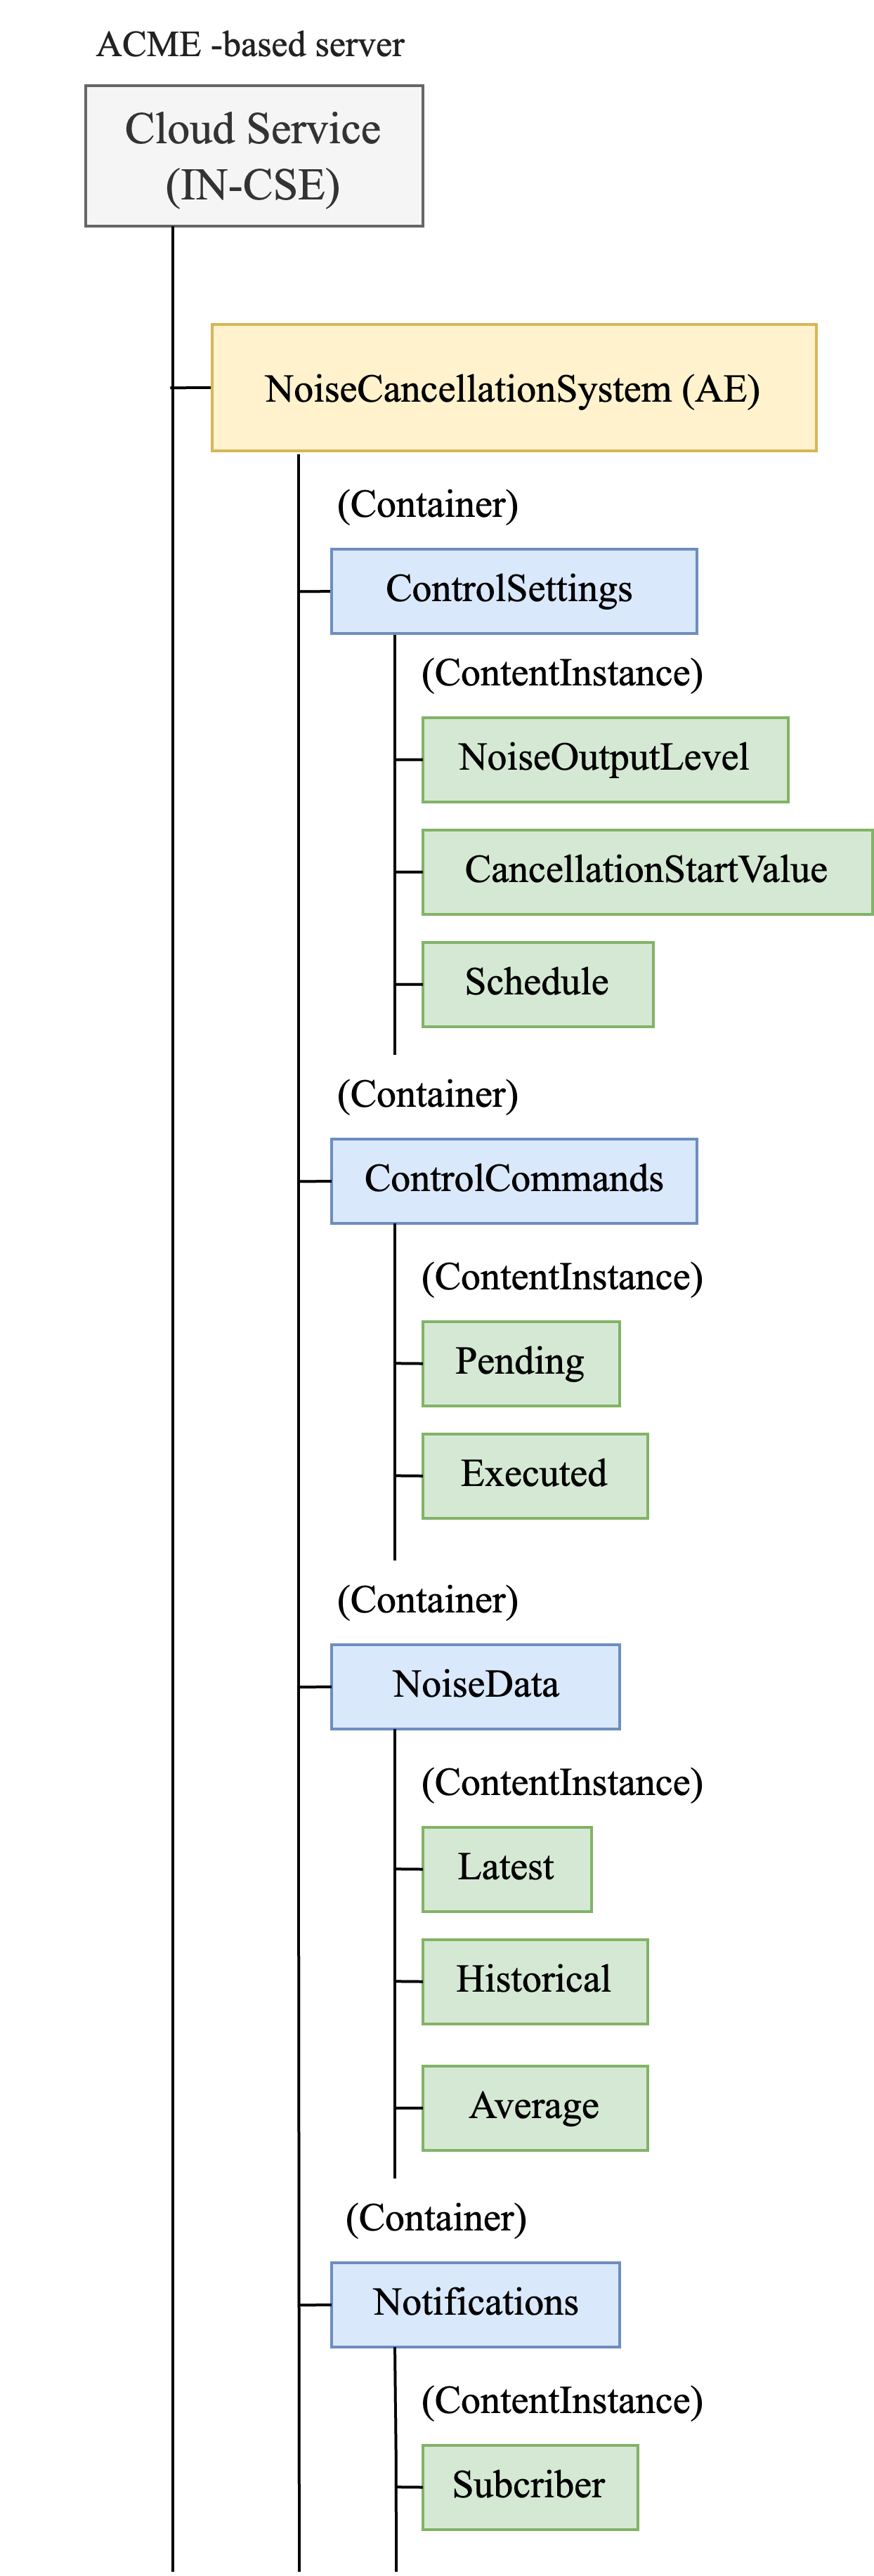 ACME -based server
Cloud Service
(IN-CSE)
NoiseCancellationSystem (AE)
(Container)
ControlSettings
(ContentInstance)
NoiseOutputLevel
CancellationStartValue
Schedule
(Container)
ControlCommands
(ContentInstance)
Pending
Executed
(Container)
NoiseData
(ContentInstance)
Latest
Historical
Average
(Container)
Notifications
(ContentInstance)
Subcriber